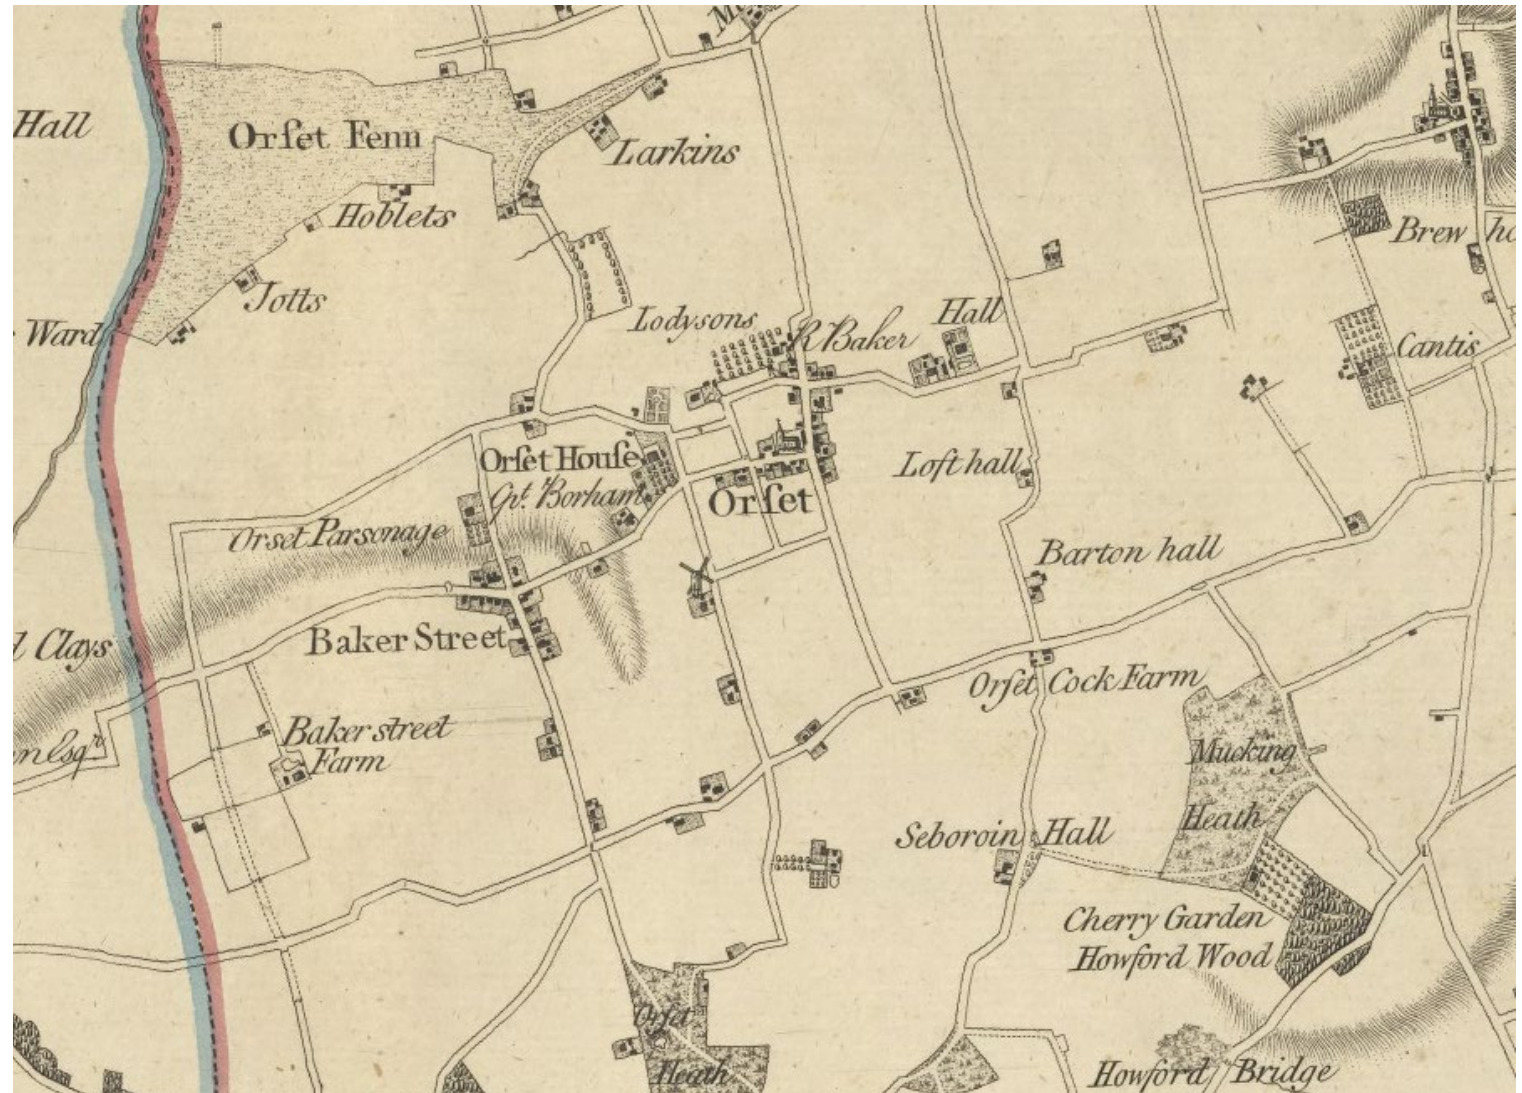 Hall
Orſet Fenn
Larkins
Hoblets
Jotts
Brew
Ward
Lodysons
R Baker
Hall
Cantis
Orſet Houſe
Gt. Borham
Orſet
Loft hall
Orset Parsonage
Barton hall
Clays
Baker Street
Orſet Cock Farm
Esqr.
Baker street
Farm
Mucking
Heath
Seboroin Hall
Cherry Garden
Howford Wood
Orſet
Heath
Howford Bridge